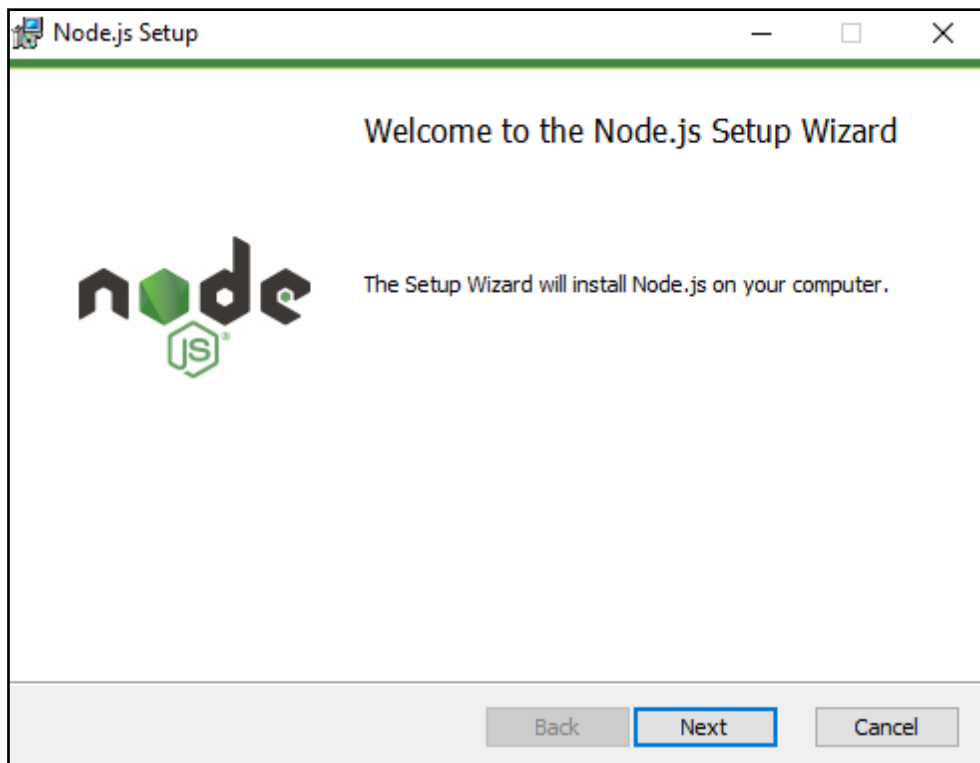 Node.js Setup
Welcome to the Node.js Setup Wizard
node
JS®
The Setup Wizard will install Node.js on your computer.
Back Next Cancel